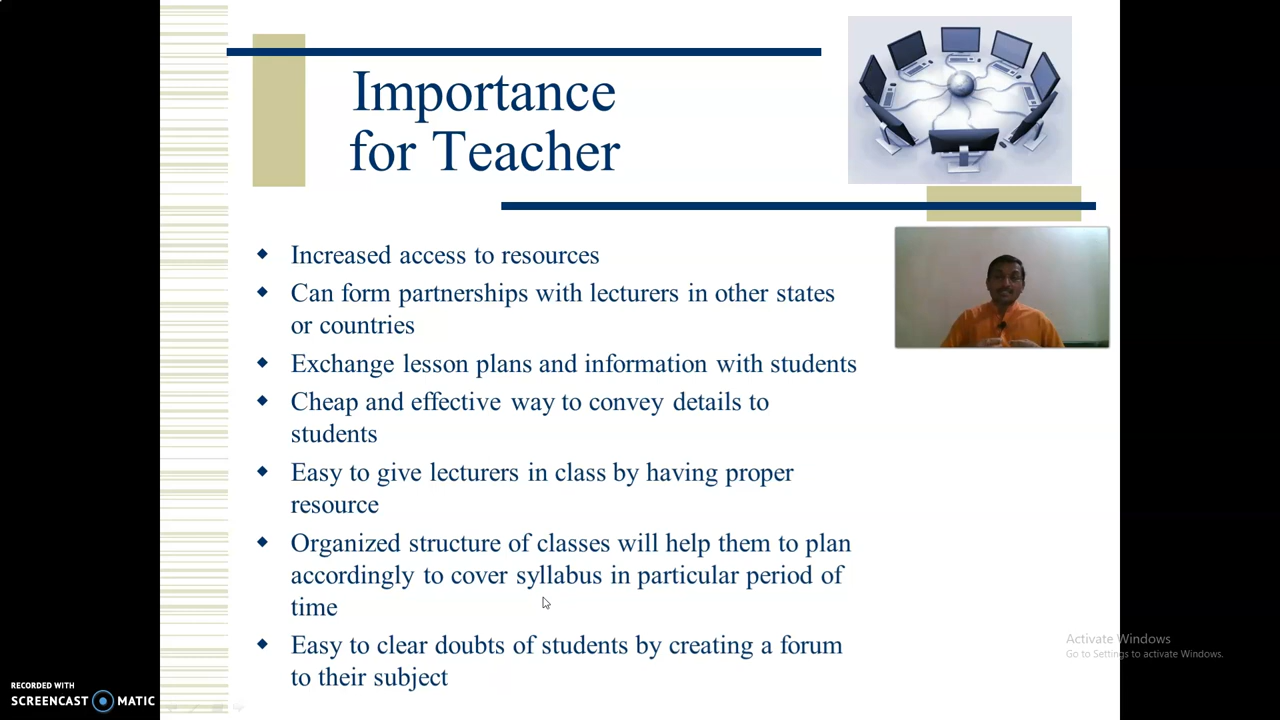 Importance
for Teacher
Increased access to resources
Can form partnerships with lecturers in other states
or countries
Exchange lesson plans and information with students
Cheap and effective way to convey details to
students
Easy to give lecturers in class by having proper
resource
Organized structure of classes will help them to plan
accordingly to cover syllabus in particular period of
time
Easy to clear doubts of students by creating a forum
to their subject
Activate Windows
Go to Settings to activate Windows.
RECORDED WITH
SCREENCAST MATIC